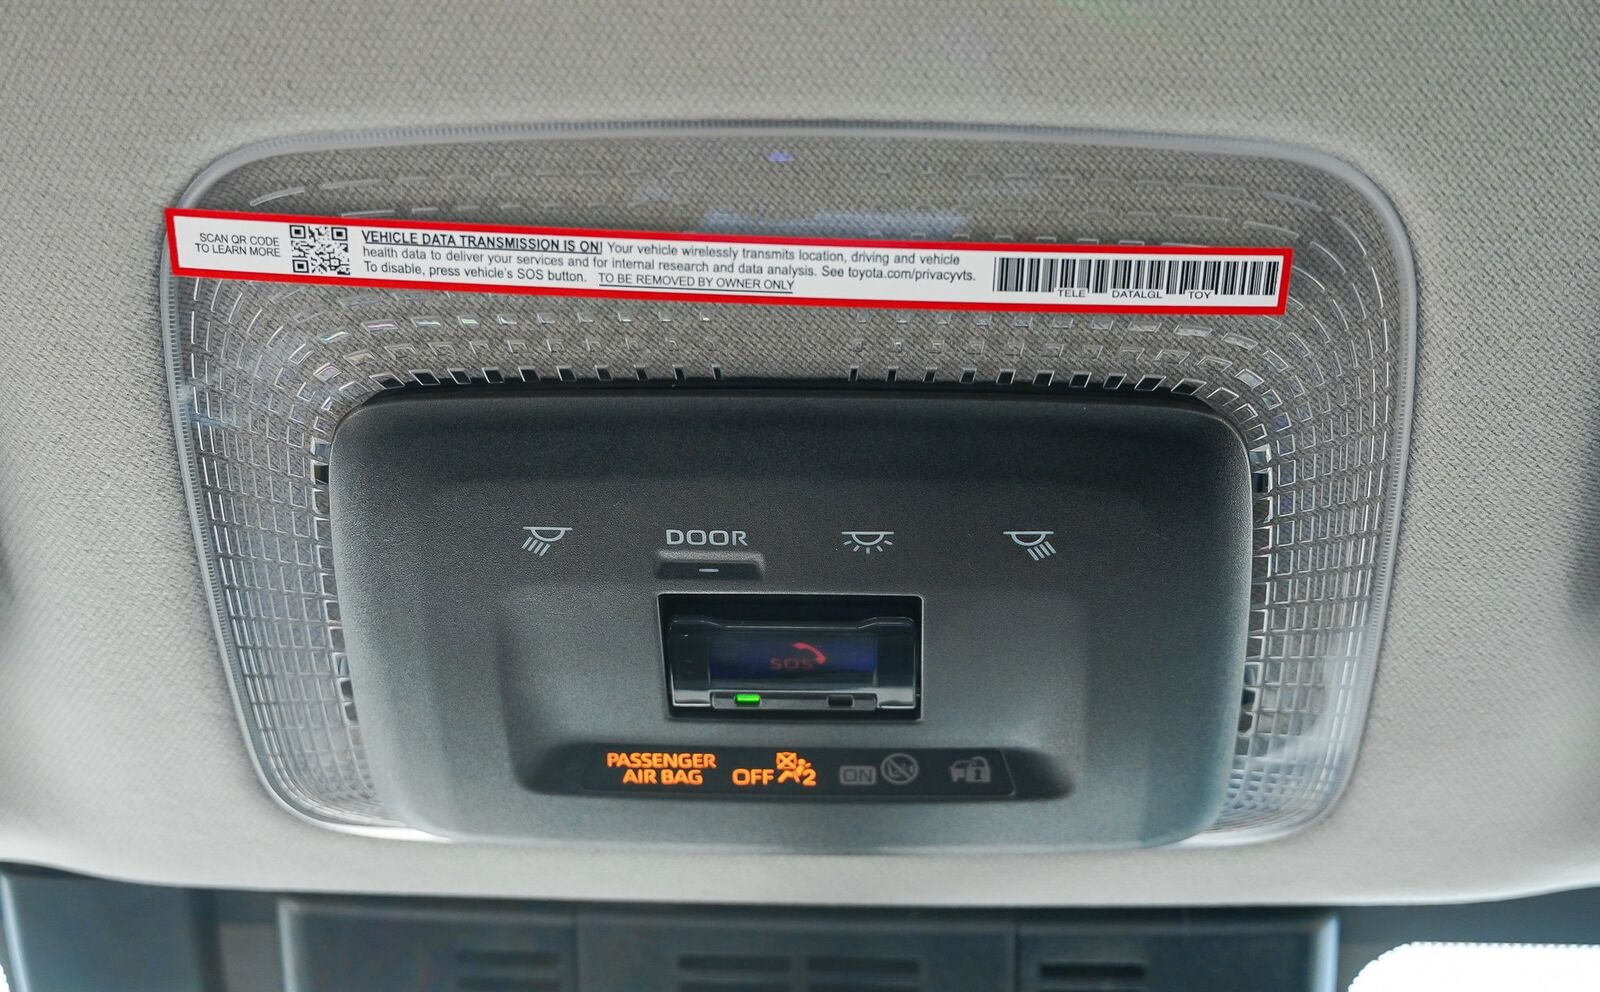 SCAN QR CODE
TO LEARN MORE
VEHICLE DATA TRANSMISSION IS ON! Your vehicle wirelessly transmits location, driving and vehicle
health data to deliver your services and for internal research and data analysis. See toyota.com/privacyvts.
To disable, press vehicle's SOS button. TO BE REMOVED BY OWNER ONLY
TELE DATALGL TOY
DOOR
SOS
PASSENGER
AIR BAG
OFF 2
ON